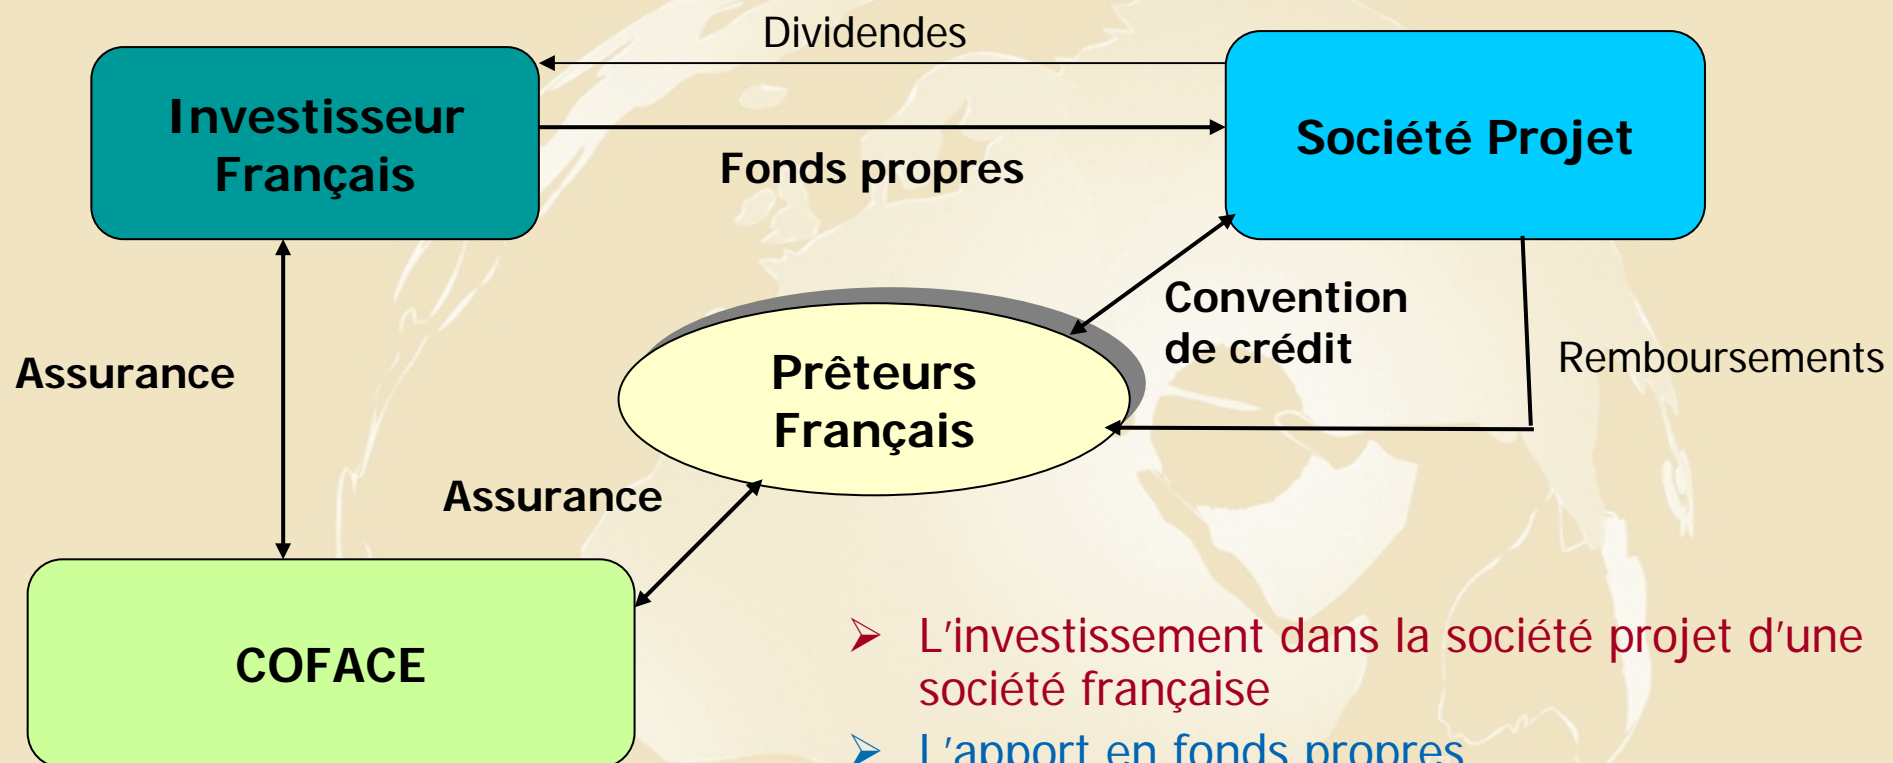 Dividendes
Investisseur
Français
Société Projet
Fonds propres
Convention
de crédit
Assurance
Prêteurs
Français
Remboursements
Assurance
COFACE
➢ L'investissement dans la société projet d'une
société française
➢ L'apport en fonds propres